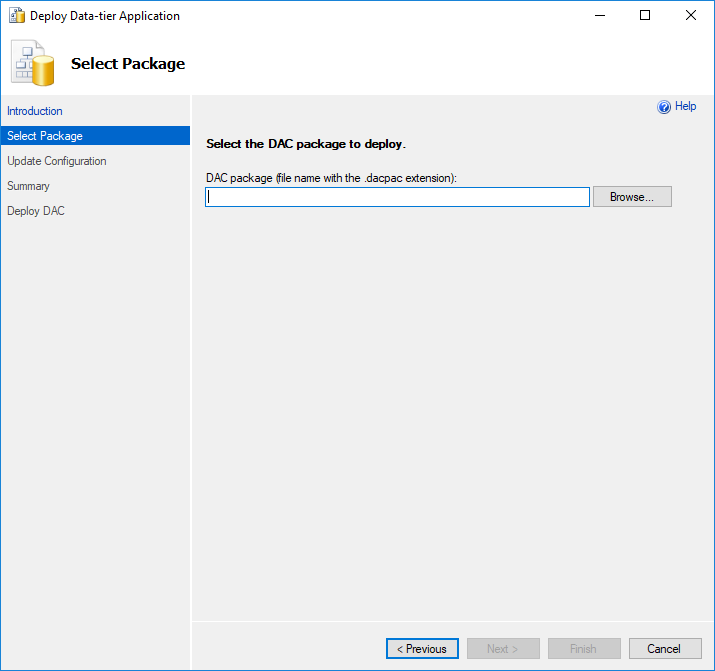 Deploy Data-tier Application
Select Package
Help
Introduction
Select Package
Update Configuration
Summary
Deploy DAC
Select the DAC package to deploy.
DAC package (file name with the .dacpac extension):
Browse...
< Previous
Next >
Finish
Cancel